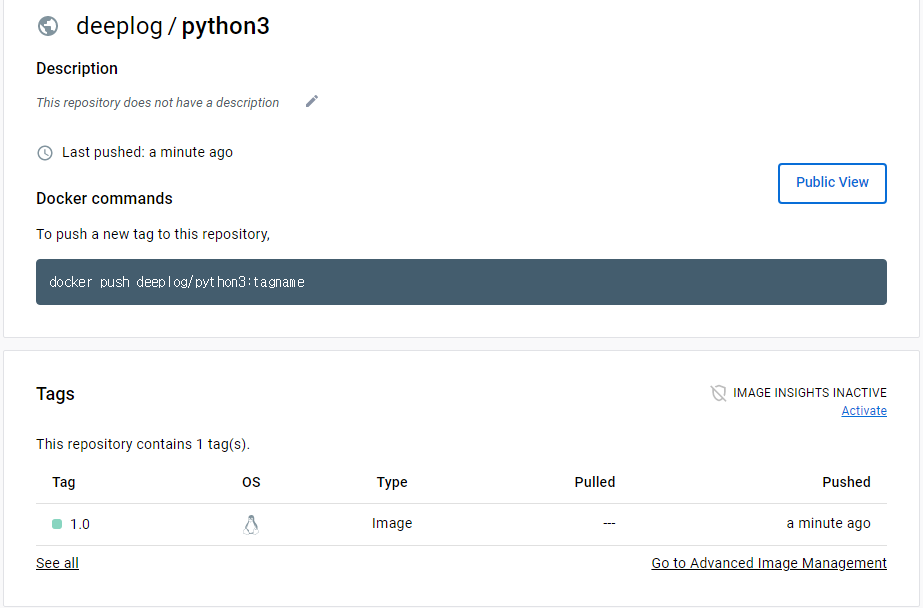 deeplog / python3
Description
This repository does not have a description
Last pushed: a minute ago
Public View
Docker commands
To push a new tag to this repository,
docker push deeplog/python3:tagname
Tags
IMAGE INSIGHTS INACTIVE
Activate
This repository contains 1 tag(s).
Tag OS Type Pulled Pushed
1.0 Image --- a minute ago
See all Go to Advanced Image Management